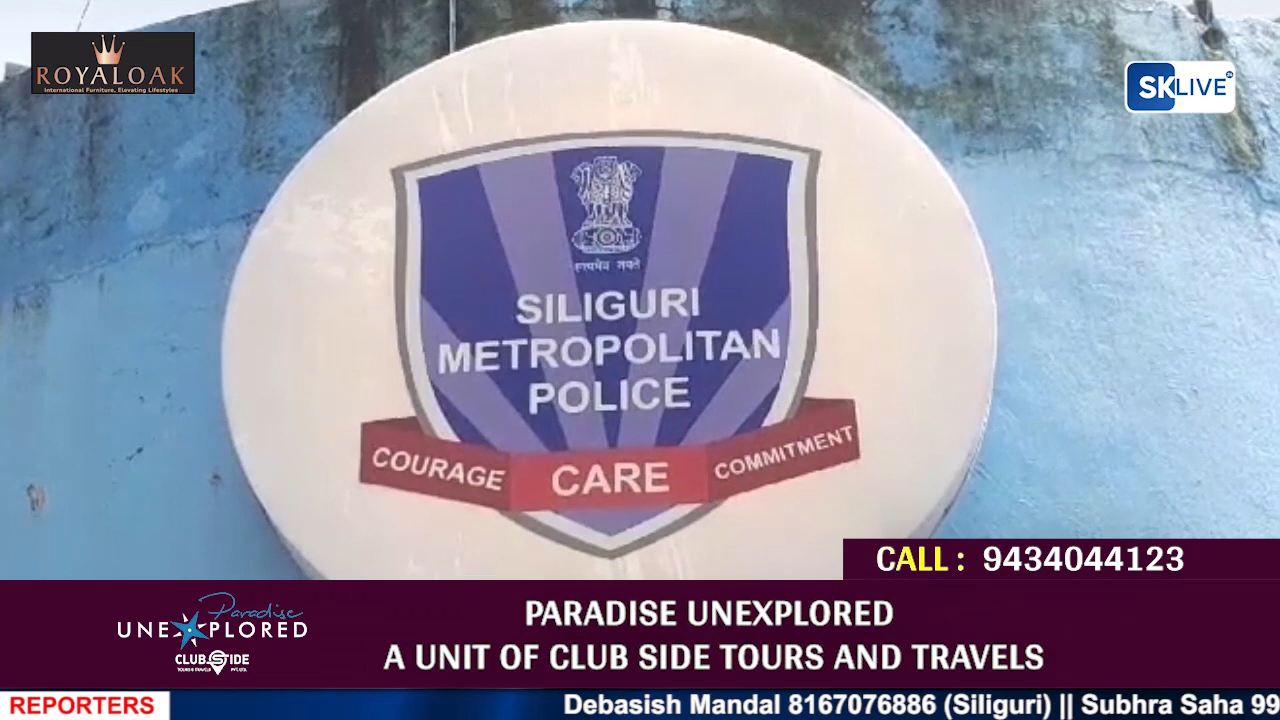 ROYALOAK
International Furniture, Elevating Lifestyles
SK LIVE 24
सत्यमेव जयते
SILIGURI
METROPOLITAN
POLICE
COURAGE CARE COMMITMENT
CALL : 9434044123
Paradise
UNEXPLORED
CLUB SIDE
TOURS & TRAVELS PVT. LTD.
PARADISE UNEXPLORED
A UNIT OF CLUB SIDE TOURS AND TRAVELS
REPORTERS
Debasish Mandal 8167076886 (Siliguri) || Subhra Saha 99